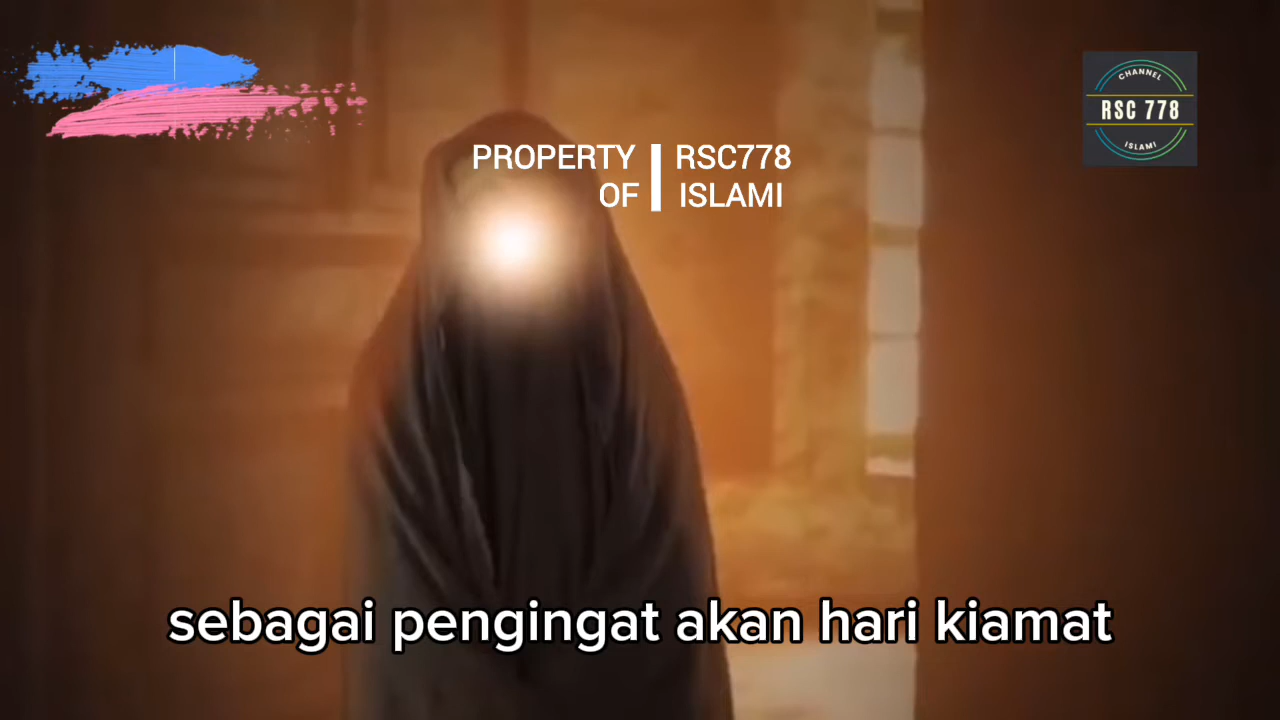 CHANNEL
RSC 778
ISLAMI
PROPERTY OF
RSC778 ISLAMI
sebagai pengingat akan hari kiamat